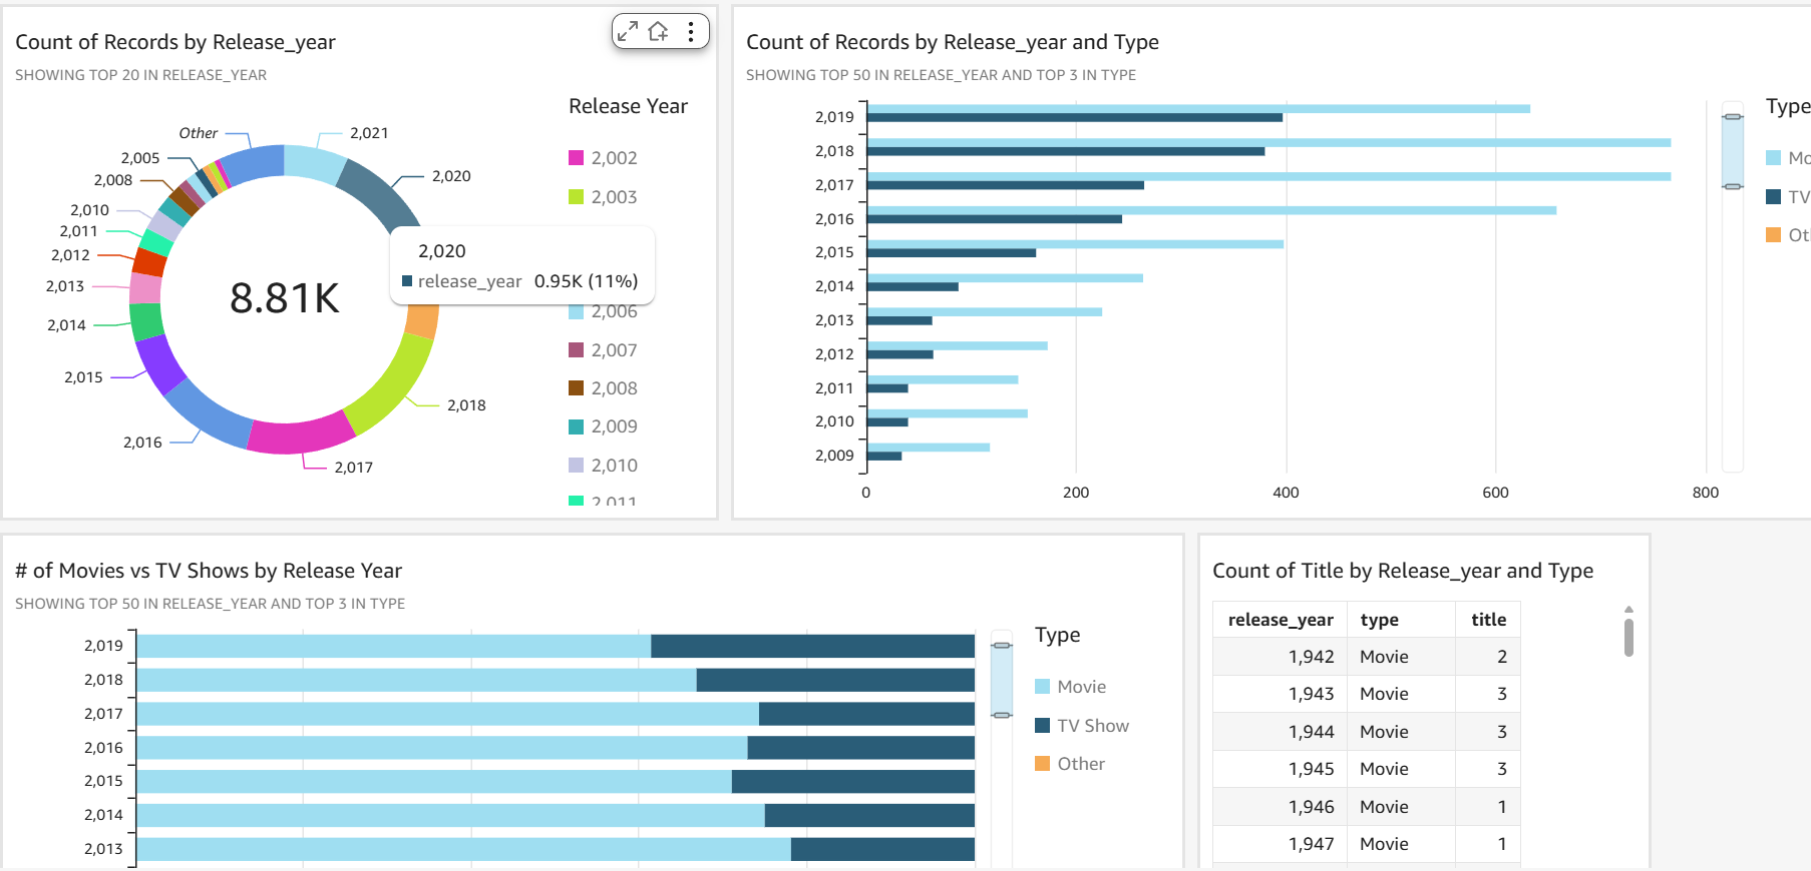 Count of Records by Release_year
SHOWING TOP 20 IN RELEASE_YEAR
Release Year
2,002
2,003
2,006
2,007
2,008
2,009
2,010
2,011
Other
2,021
2,020
2,005
2,008
2,010
2,011
2,012
2,013
2,014
2,015
2,016
2,017
2,018
8.81K
2,020
release_year 0.95K (11%)
Count of Records by Release_year and Type
SHOWING TOP 50 IN RELEASE_YEAR AND TOP 3 IN TYPE
2,019
2,018
2,017
2,016
2,015
2,014
2,013
2,012
2,011
2,010
2,009
0 200 400 600 800
Type
Mo
TV
Ot
# of Movies vs TV Shows by Release Year
SHOWING TOP 50 IN RELEASE_YEAR AND TOP 3 IN TYPE
2,019
2,018
2,017
2,016
2,015
2,014
2,013
Type
Movie
TV Show
Other
Count of Title by Release_year and Type
release_year type title
1,942 Movie 2
1,943 Movie 3
1,944 Movie 3
1,945 Movie 3
1,946 Movie 1
1,947 Movie 1